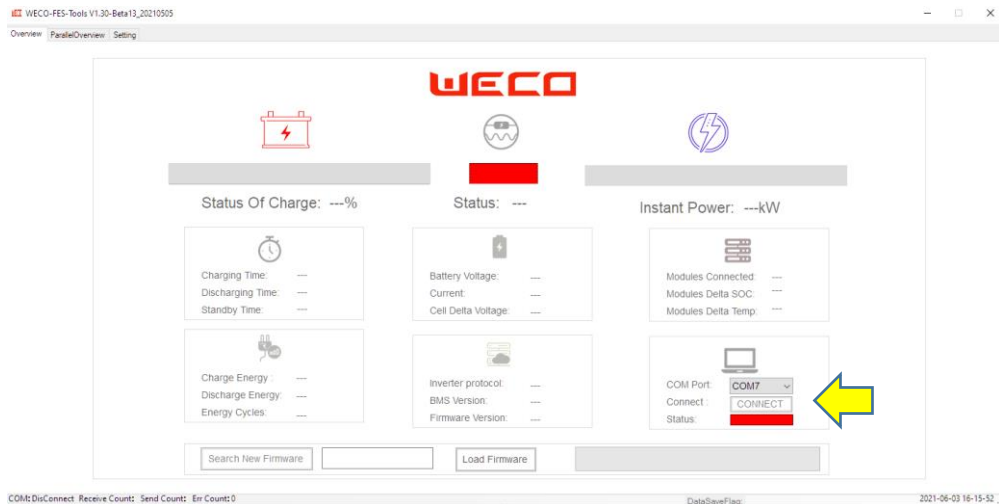 WECO-FES-Tools V1.30-Beta13_20210505
Overview ParallelOverview Setting
WECO
Status Of Charge: ---% Status: --- Instant Power: ---kW
Charging Time: --- Battery Voltage: --- Modules Connected: ---
Discharging Time: --- Current: --- Modules Delta SOC: ---
Standby Time: --- Cell Delta Voltage: --- Modules Delta Temp: ---
Charge Energy : --- Inverter protocol: --- COM Port: COM7
Discharge Energy: --- BMS Version: --- Connect : CONNECT
Energy Cycles: --- Firmware Version: --- Status:
Search New Firmware Load Firmware
COM: DisConnect Receive Count: Send Count: Err Count: 0 DataSaveFlag: 2021-06-03 16-15-52